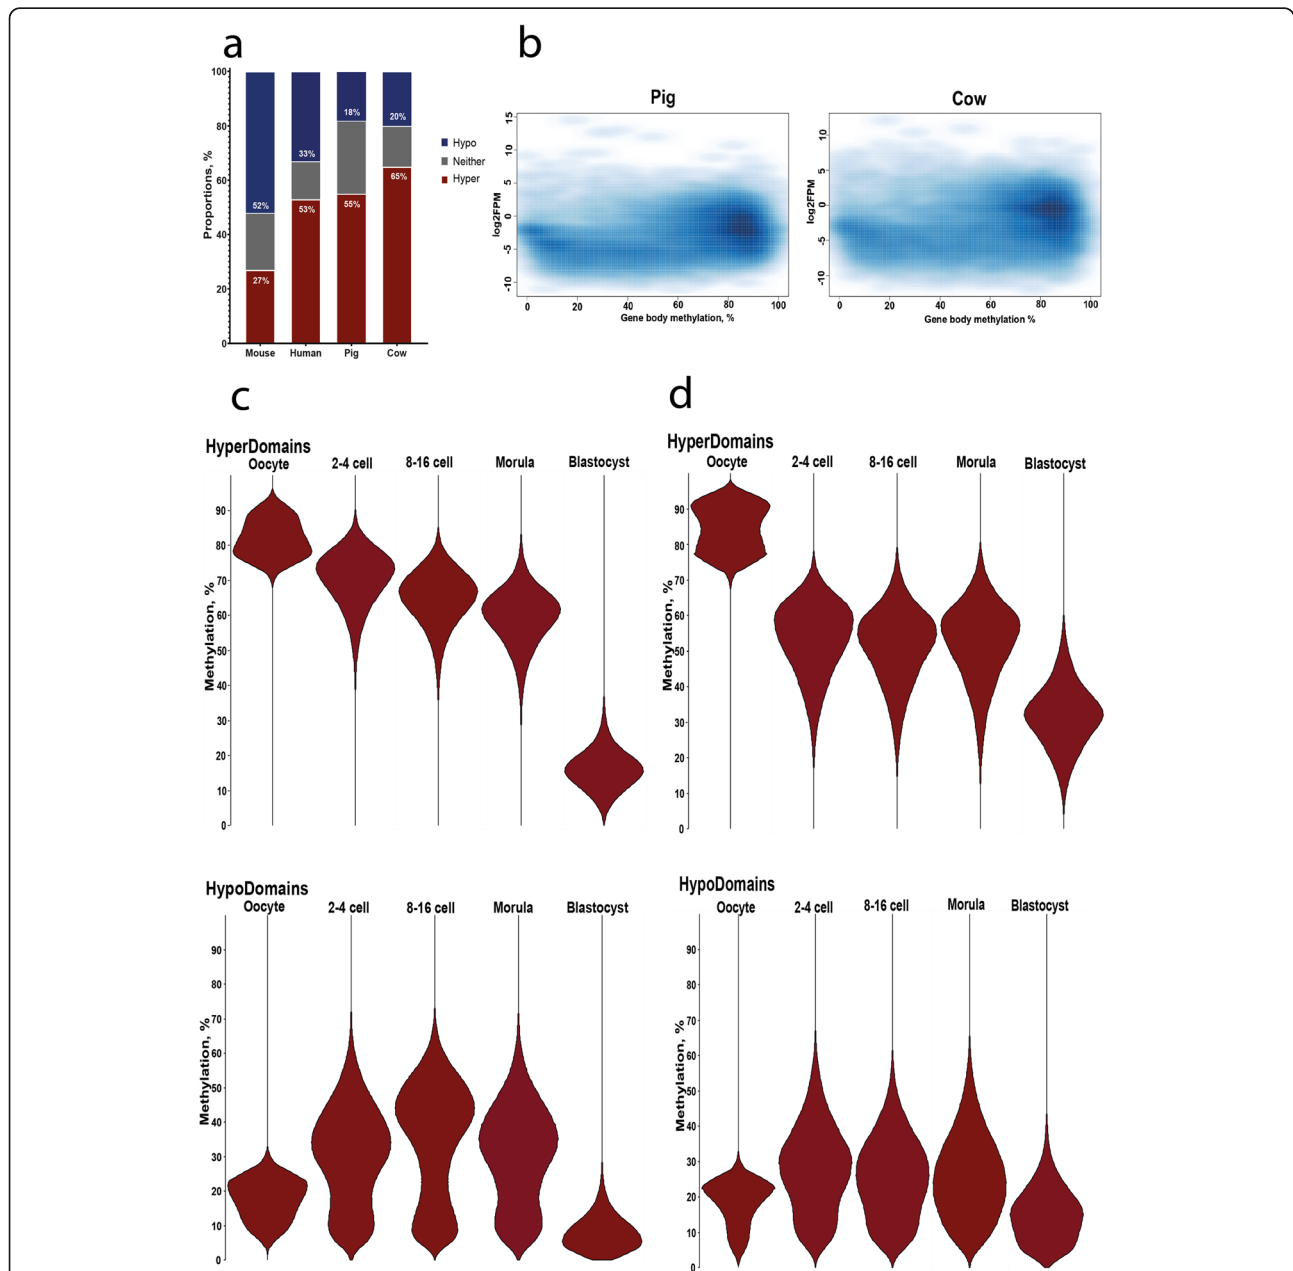 a
100
80
60
40
20
0
Proportions, %
52%
27%
33%
53%
18%
55%
20%
65%
Mouse Human Pig Cow
Hypo
Neither
Hyper
b
Pig
15
10
5
0
-5
-10
log2FPM
0 20 40 60 80 100
Gene body methylation, %
Cow
10
5
0
-5
-10
log2FPM
0 20 40 60 80 100
Gene body methylation %
c
HyperDomains
Oocyte 2-4 cell 8-16 cell Morula Blastocyst
90
80
70
60
50
40
30
20
10
0
Methylation, %
HypoDomains
Oocyte 2-4 cell 8-16 cell Morula Blastocyst
90
80
70
60
50
40
30
20
10
0
Methylation, %
d
HyperDomains
Oocyte 2-4 cell 8-16 cell Morula Blastocyst
90
80
70
60
50
40
30
20
10
0
Methylation, %
HypoDomains
Oocyte 2-4 cell 8-16 cell Morula Blastocyst
90
80
70
60
50
40
30
20
10
0
Methylation, %